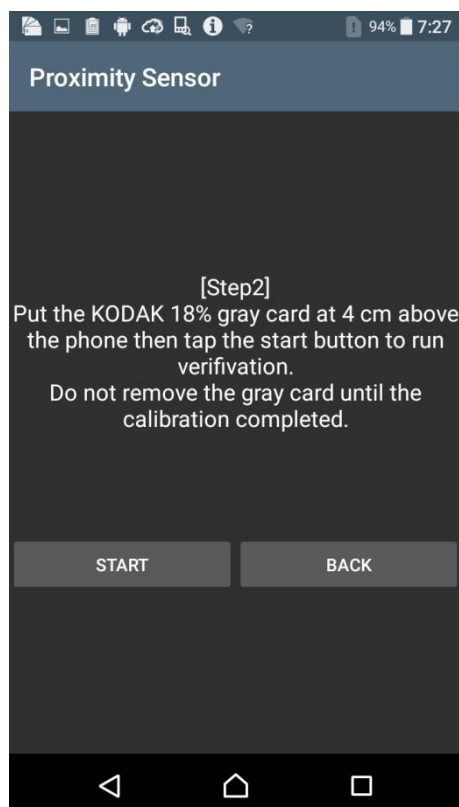 94% 7:27
Proximity Sensor
[Step2]
Put the KODAK 18% gray card at 4 cm above
the phone then tap the start button to run
verifivation.
Do not remove the gray card until the
calibration completed.
START BACK